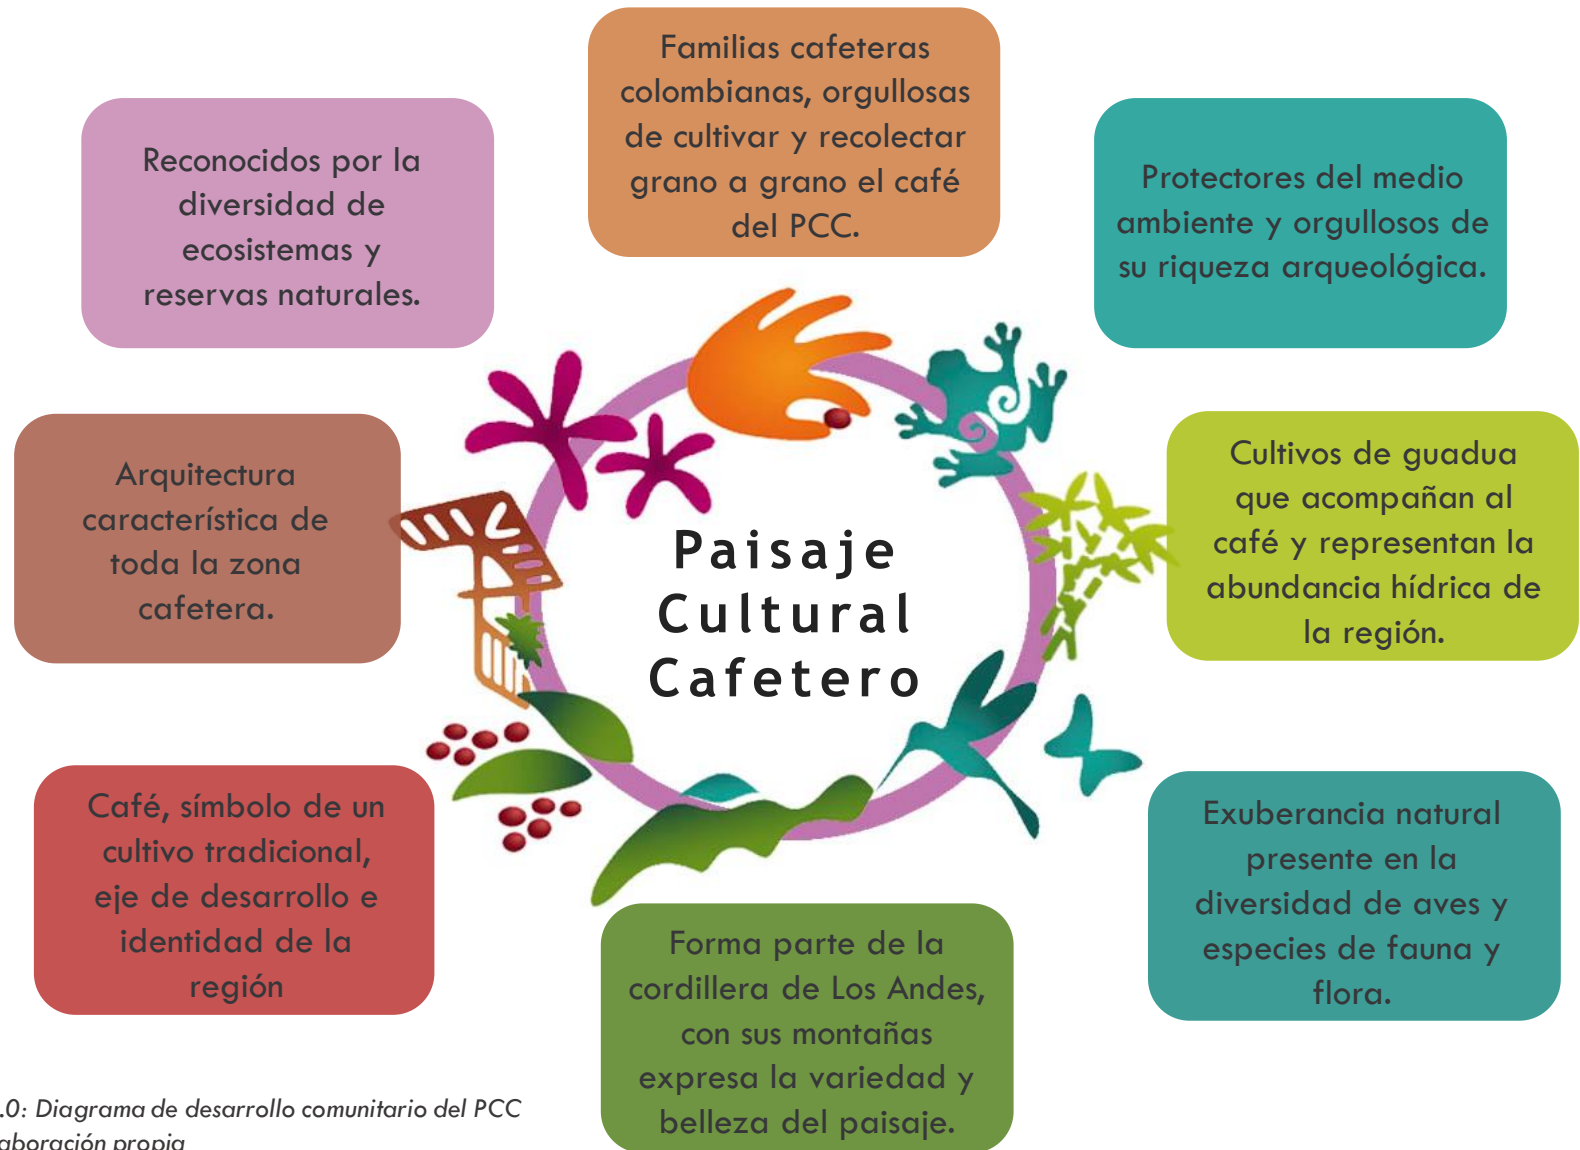 Familias cafeteras
colombianas, orgullosas
de cultivar y recolectar
grano a grano el café
del PCC.
Reconocidos por la
diversidad de
ecosistemas y
reservas naturales.
Protectores del medio
ambiente y orgullosos de
su riqueza arqueológica.
Arquitectura
característica de
toda la zona
cafetera.
Paisaje
Cultural
Cafetero
Cultivos de guadua
que acompañan al
café y representan la
abundancia hídrica de
la región.
Café, símbolo de un
cultivo tradicional,
eje de desarrollo e
identidad de la
región
Exuberancia natural
presente en la
diversidad de aves y
especies de fauna y
flora.
Forma parte de la
cordillera de Los Andes,
con sus montañas
expresa la variedad y
belleza del paisaje.
.0: Diagrama de desarrollo comunitario del PCC
aboración propia